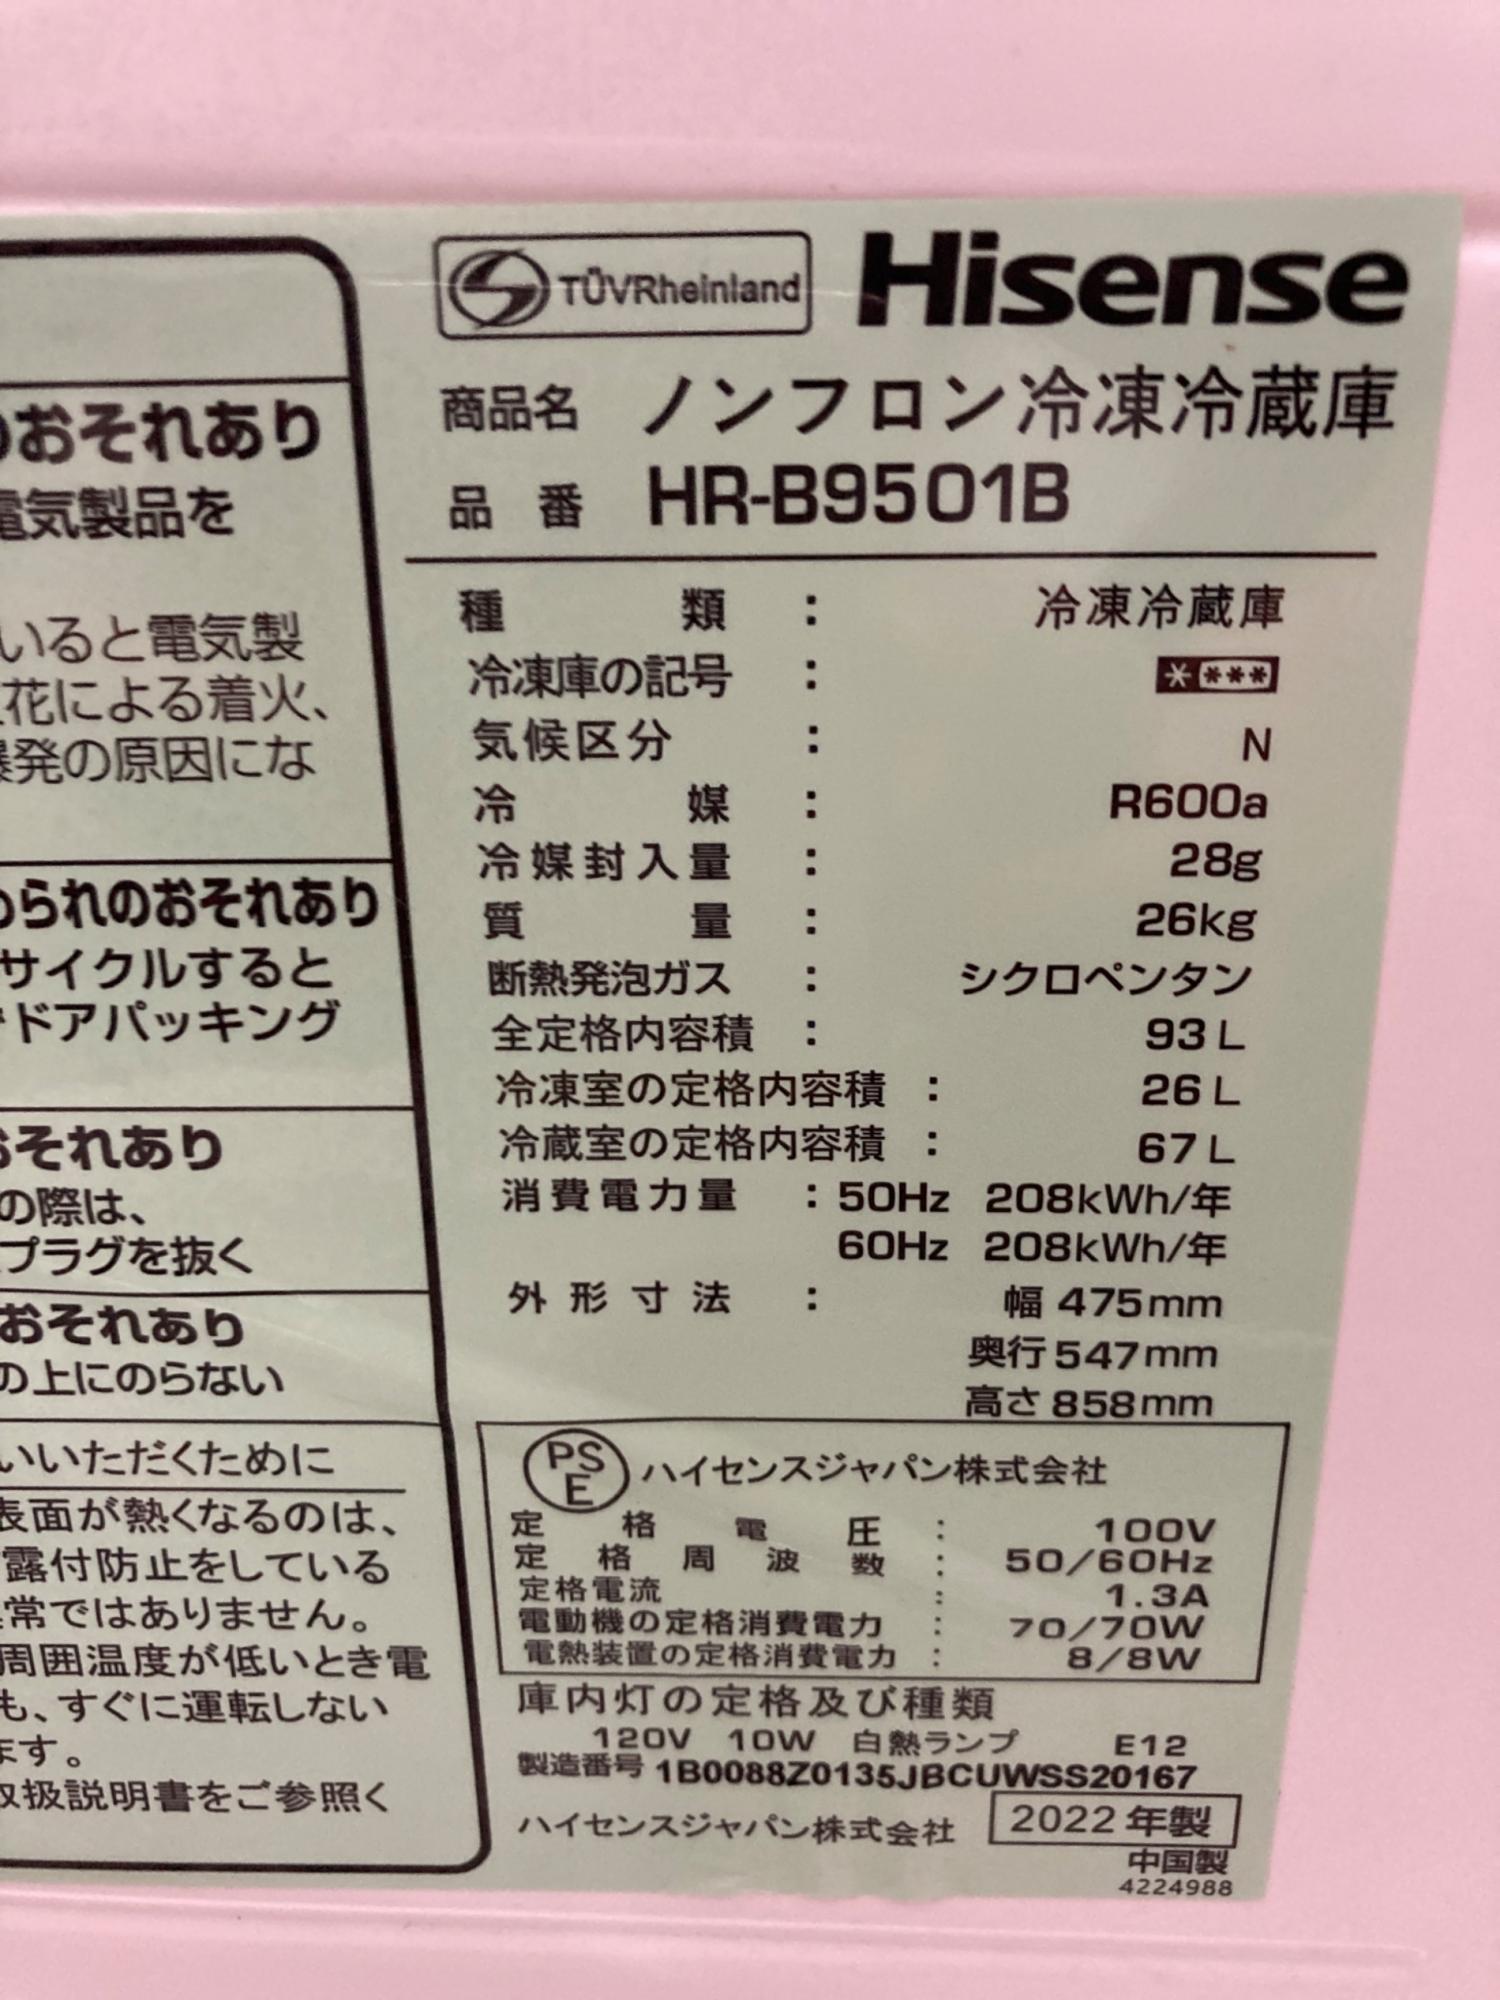 のおそれあり
電気製品を
いると電気製
花による着火、
爆発の原因にな
められのおそれあり
サイクルすると
ドアパッキング
おそれあり
の際は、
プラグを抜く
おそれあり
の上にのらない
いいただくために
表面が熱くなるのは、
露付防止をしている
常ではありません。
周囲温度が低いとき電
も、すぐに運転しない
ます。
取扱説明書をご参照く
TÜVRheinland
Hisense
商品名 ノンフロン冷凍冷蔵庫
品番 HR-B9501B
種類 : 冷凍冷蔵庫
冷凍庫の記号 : ****
気候区分 : N
冷媒 : R600a
冷媒封入量 : 28g
質量 : 26kg
断熱発泡ガス : シクロペンタン
全定格内容積 : 93L
冷凍室の定格内容積 : 26L
冷蔵室の定格内容積 : 67L
消費電力量 : 50Hz 208kWh/年
60Hz 208kWh/年
外形寸法 : 幅 475mm
奥行 547mm
高さ 858mm
PSE ハイセンスジャパン株式会社
定格電圧 : 100V
定格周波数 : 50/60Hz
定格電流 : 1.3A
電動機の定格消費電力 : 70/70W
電熱装置の定格消費電力 : 8/8W
庫内灯の定格及び種類
120V 10W 白熱ランプ E12
製造番号 1B0088Z0135JBCUWSS20167
ハイセンスジャパン株式会社 2022年製
中国製
4224988